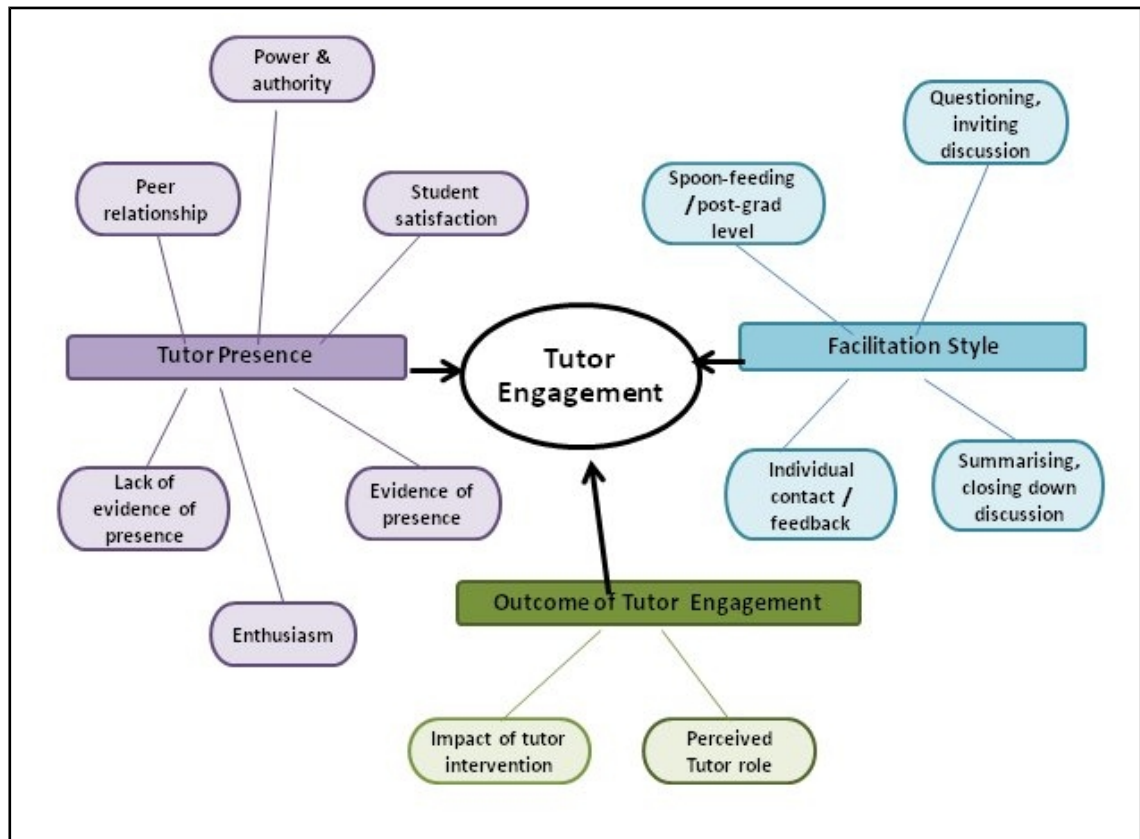 Power &
authority
Questioning,
inviting
discussion
Peer
relationship
Student
satisfaction
Spoon-feeding
/post-grad
level
Tutor Presence
Tutor
Engagement
Facilitation Style
Lack of
evidence of
presence
Evidence of
presence
Individual
contact /
feedback
Summarising,
closing down
discussion
Enthusiasm
Outcome of Tutor Engagement
Impact of tutor
intervention
Perceived
Tutor role